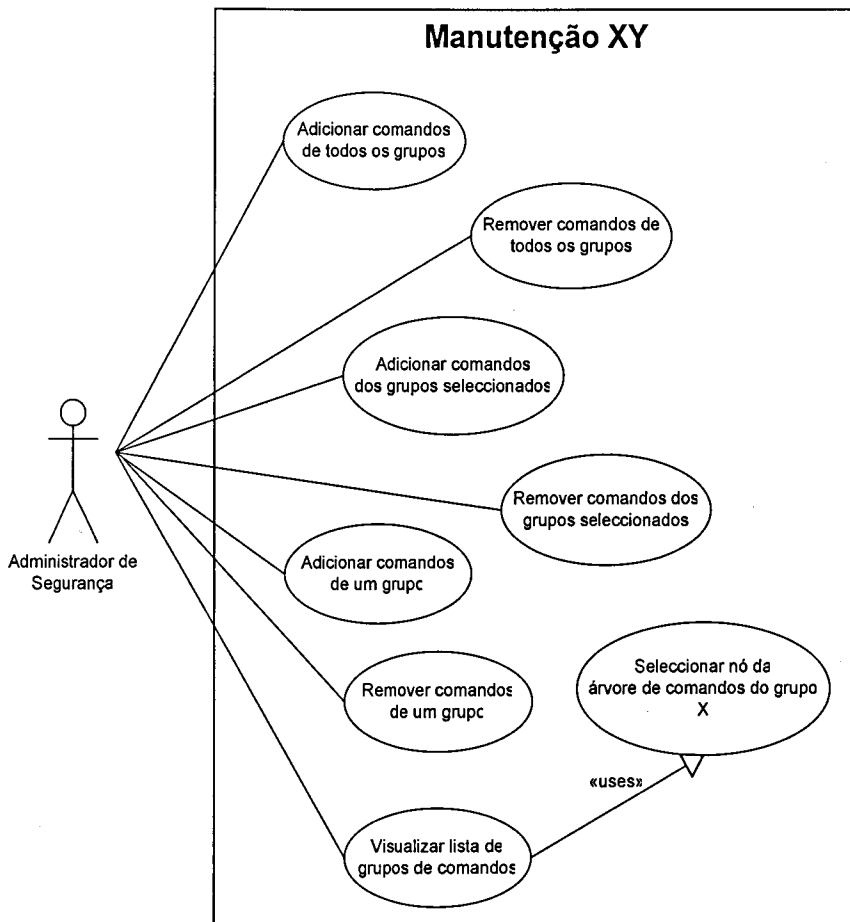 Manutenção XY
Adicionar comandos
de todos os grupos
Remover comandos de
todos os grupos
Adicionar comandos
dos grupos seleccionados
Remover comandos dos
grupos seleccionados
Administrador de
Segurança
Adicionar comandos
de um grupo
Seleccionar nó da
árvore de comandos do grupo
X
Remover comandos
de um grupo
«uses»
Visualizar lista de
grupos de comandos